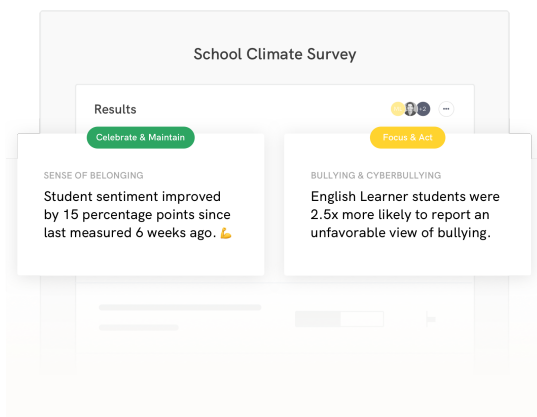 School Climate Survey
Results
+2
Celebrate & Maintain
Focus & Act
SENSE OF BELONGING
Student sentiment improved
by 15 percentage points since
last measured 6 weeks ago. 💪
BULLYING & CYBERBULLYING
English Learner students were
2.5x more likely to report an
unfavorable view of bullying.